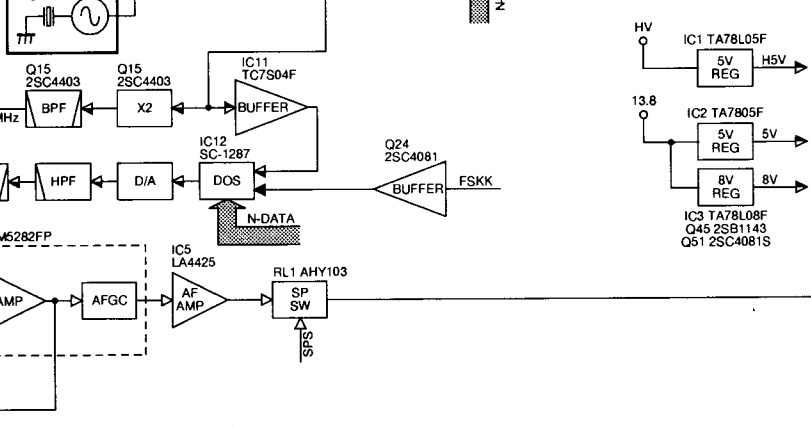 N
HV
IC1 TA78L05F
5V
REG
H5V
Q15
2SC4403
BPF
Q15
2SC4403
X2
IC11
TC7S04F
BUFFER
MHz
13.8
IC2 TA7805F
5V
REG
5V
8V
REG
8V
IC3 TA78L08F
Q45 2SB1143
Q51 2SC4081S
HPF
D/A
IC12
SC-1287
DOS
Q24
2SC4081
BUFFER
FSKK
N-DATA
M5282FP
AMP
AFGC
IC5
LA4425
AF
AMP
RL1 AHY103
SP
SW
SPS